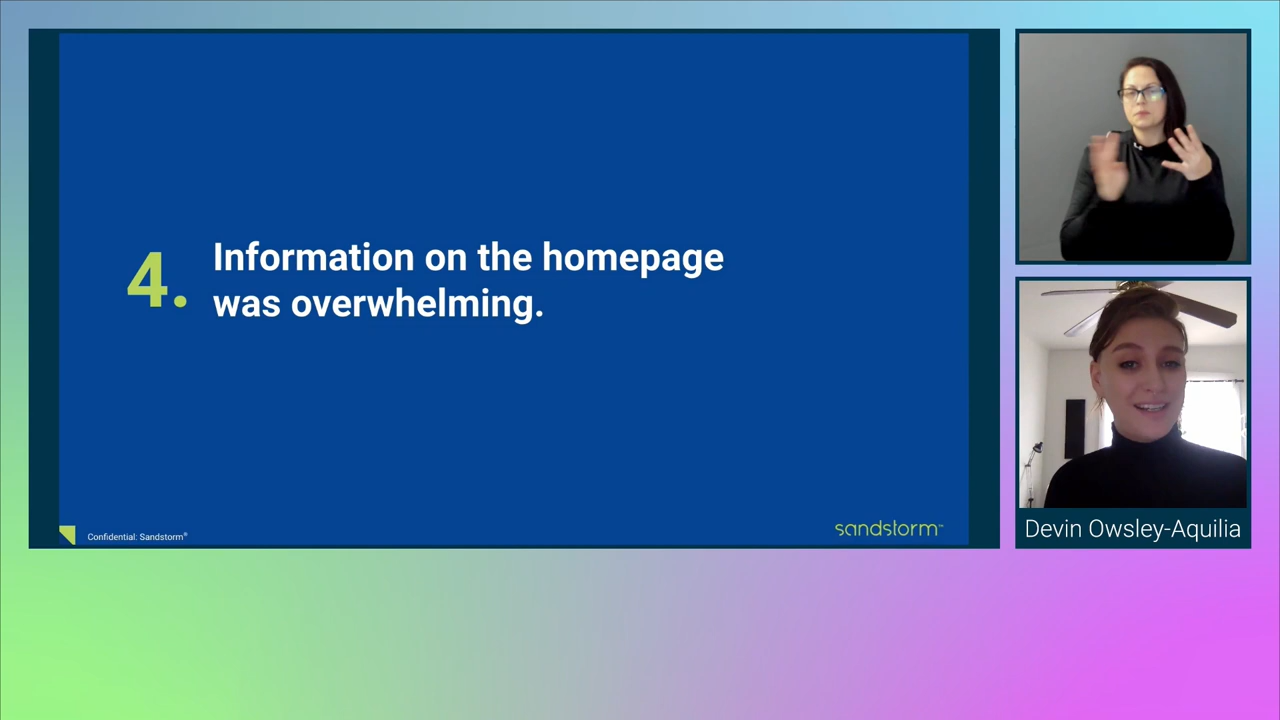 4.
Information on the homepage
was overwhelming.
Confidential: Sandstorm®
sandstorm™
Devin Owsley-Aquilia